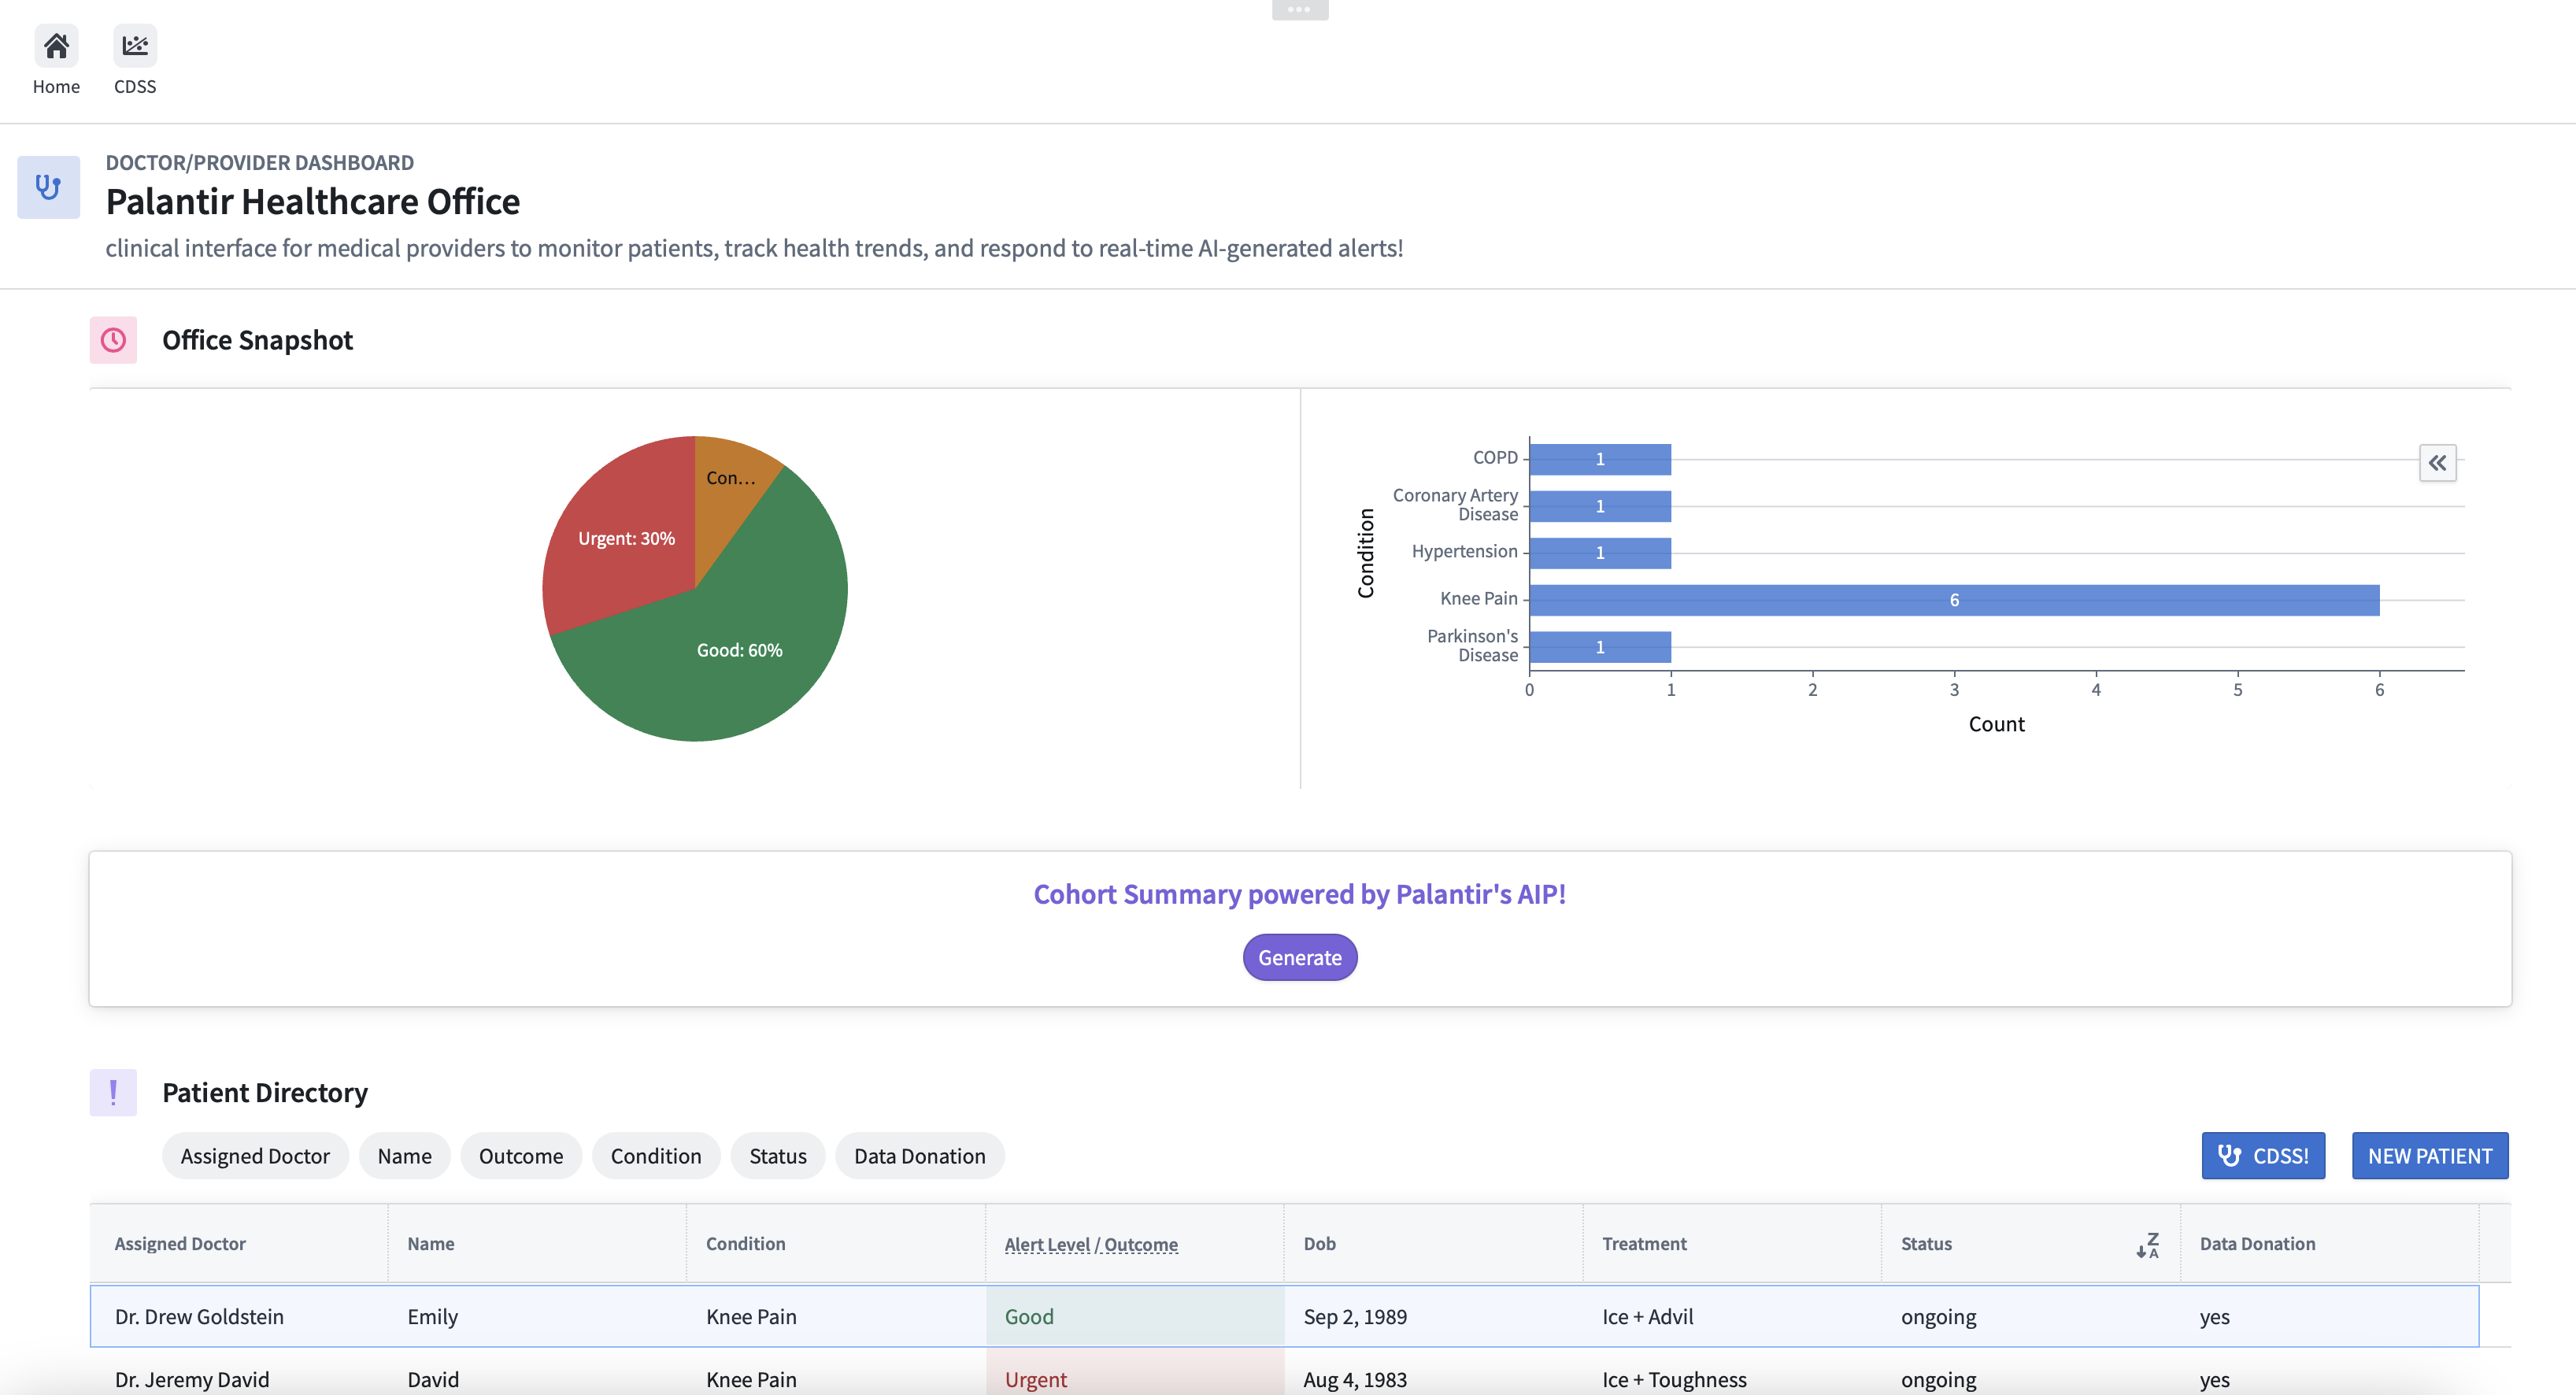 Home
CDSS
DOCTOR/PROVIDER DASHBOARD
Palantir Healthcare Office
clinical interface for medical providers to monitor patients, track health trends, and respond to real-time AI-generated alerts!
Office Snapshot
Con...
Urgent: 30%
Good: 60%
Condition
COPD
1
Coronary Artery
Disease
1
Hypertension
1
Knee Pain
6
Parkinson's
Disease
1
0 1 2 3 4 5 6
Count
Cohort Summary powered by Palantir's AIP!
Generate
! Patient Directory
Assigned Doctor Name Outcome Condition Status Data Donation CDSS! NEW PATIENT
Assigned Doctor Name Condition Alert Level / Outcome Dob Treatment Status Z A Data Donation
Dr. Drew Goldstein Emily Knee Pain Good Sep 2, 1989 Ice + Advil ongoing yes
Dr. Jeremy David David Knee Pain Urgent Aug 4, 1983 Ice + Toughness ongoing yes